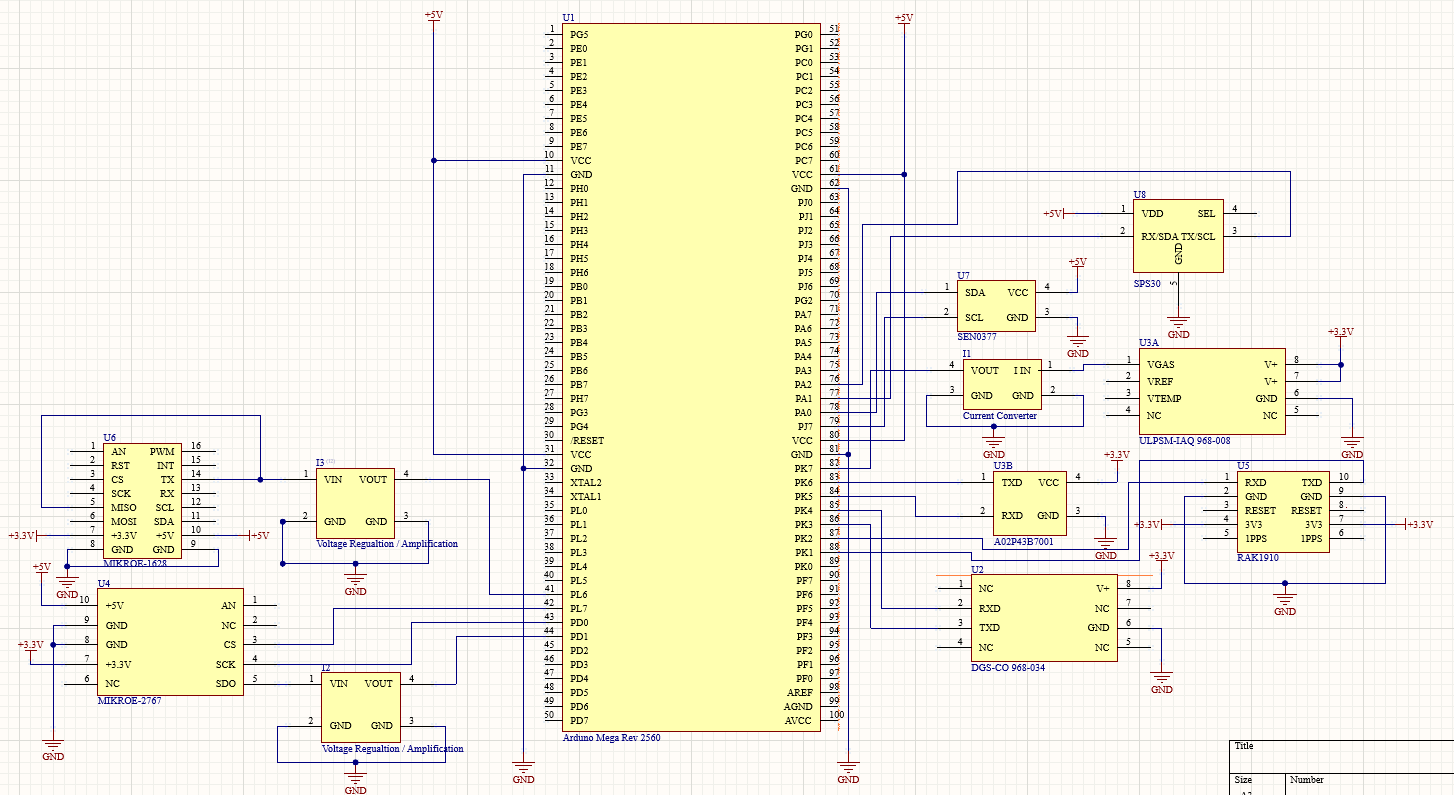 +5V
U1
+5V
1 PG5 PG0 51
2 PE0 PG1 52
3 PE1 PC0 53
4 PE2 PC1 54
5 PE3 PC2 55
6 PE4 PC3 56
7 PE5 PC4 57
8 PE6 PC5 58
9 PE7 PC6 59
10 VCC PC7 60
11 GND VCC 61
12 PH0 GND 62
13 PH1 PJ0 63
14 PH2 PJ1 64
15 PH3 PJ2 65
16 PH4 PJ3 66
17 PH5 PJ4 67
18 PH6 PJ5 68
19 PB0 PJ6 69
20 PB1 PG2 70
21 PB2 PA7 71
22 PB3 PA6 72
23 PB4 PA5 73
24 PB5 PA4 74
25 PB6 PA3 75
26 PB7 PA2 76
27 PH7 PA1 77
28 PG3 PA0 78
29 PG4 PJ7 79
30 /RESET VCC 80
31 VCC GND 81
32 GND PK7 82
33 XTAL2 PK6 83
34 XTAL1 PK5 84
35 PL0 PK4 85
36 PL1 PK3 86
37 PL2 PK2 87
38 PL3 PK1 88
39 PL4 PK0 89
40 PL5 PF7 90
41 PL6 PF6 91
42 PL7 PF5 92
43 PD0 PF4 93
44 PD1 PF3 94
45 PD2 PF2 95
46 PD3 PF1 96
47 PD4 PF0 97
48 PD5 AREF 98
49 PD6 AGND 99
50 PD7 AVCC 100
Arduno Mega Rev 2560
GND
GND
U8
+5V 1 VDD SEL 4
2 RX/SDA TX/SCL 3
GND
5
SPS30
GND
U7
+5V
1 SDA VCC 4
2 SCL GND 3
SEN0377
GND
I1
4 VOUT I IN 1
3 GND GND 2
Current Converter
GND
U3A
+3.3V
1 VGAS V+ 8
2 VREF V+ 7
3 VTEMP GND 6
4 NC NC 5
ULPSM-IAQ 968-008
GND
U3B
+3.3V
1 TXD VCC 4
2 RXD GND 3
A02P43B7001
GND
U5
1 RXD TXD 10
2 GND GND 9
3 RESET RESET 8
+3.3V 4 3V3 3V3 7 +3.3V
5 1PPS 1PPS 6
RAK1910
GND
U2
+3.3V
1 NC V+ 8
2 RXD NC 7
3 TXD GND 6
4 NC NC 5
DGS-CO 968-034
GND
U6
1 AN PWM 16
2 RST INT 15
3 CS TX 14
4 SCK RX 13
5 MISO SCL 12
6 MOSI SDA 11
+3.3V 7 +3.3V +5V 10 +5V
8 GND GND 9
MIKROE-1628
GND
I3
1 VIN VOUT 4
2 GND GND 3
Voltage Regualtion / Amplification
GND
+5V
U4
10 +5V AN 1
9 GND NC 2
8 GND CS 3
+3.3V
7 +3.3V SCK 4
6 NC SDO 5
MIKROE-2767
GND
I2
1 VIN VOUT 4
2 GND GND 3
Voltage Regualtion / Amplification
GND
Title
Size Number